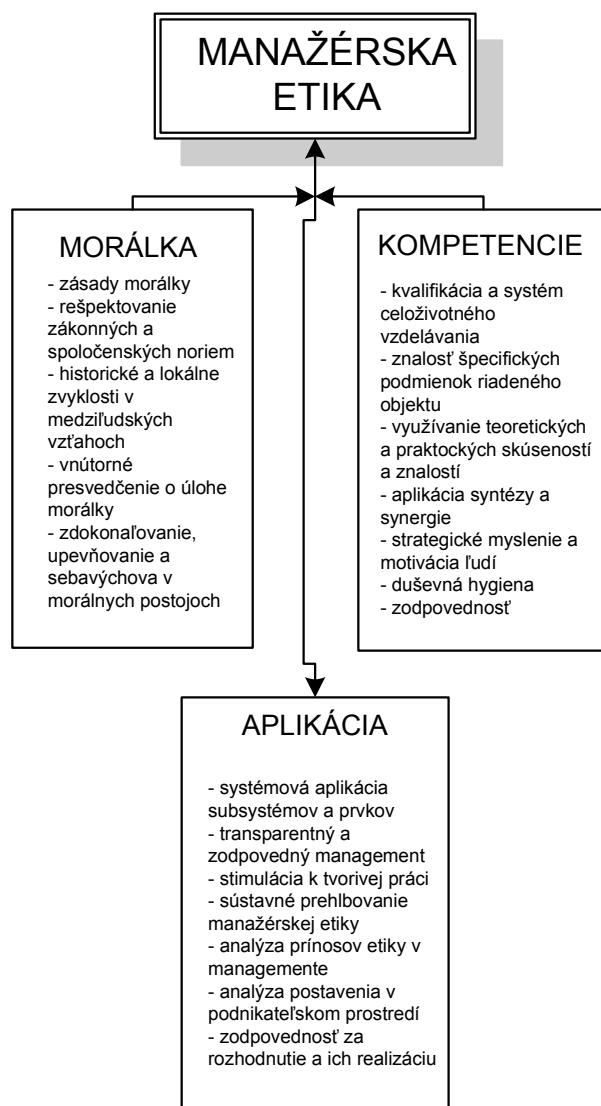 MANAŽÉRSKA
ETIKA
MORÁLKA
- zásady morálky
- rešpektovanie
zákonných a
spoločenských noriem
- historické a lokálne
zvyklosti v
medziľudských
vzťahoch
- vnútorné
presvedčenie o úlohe
morálky
- zdokonaľovanie,
upevňovanie a
sebavýchova v
morálnych postojoch
KOMPETENCIE
- kvalifikácia a systém
celoživotného
vzdelávania
- znalosť špecifických
podmienok riadeného
objektu
- využívanie teoretických
a praktockých skúseností
a znalostí
- aplikácia syntézy a
synergie
- strategické myslenie a
motivácia ľudí
- duševná hygiena
- zodpovednosť
APLIKÁCIA
- systémová aplikácia
subsystémov a prvkov
- transparentný a
zodpovedný management
- stimulácia k tvorivej práci
- sústavné prehlbovanie
manažérskej etiky
- analýza prínosov etiky v
managemente
- analýza postavenia v
podnikateľskom prostredí
- zodpovednosť za
rozhodnutie a ich realizáciu